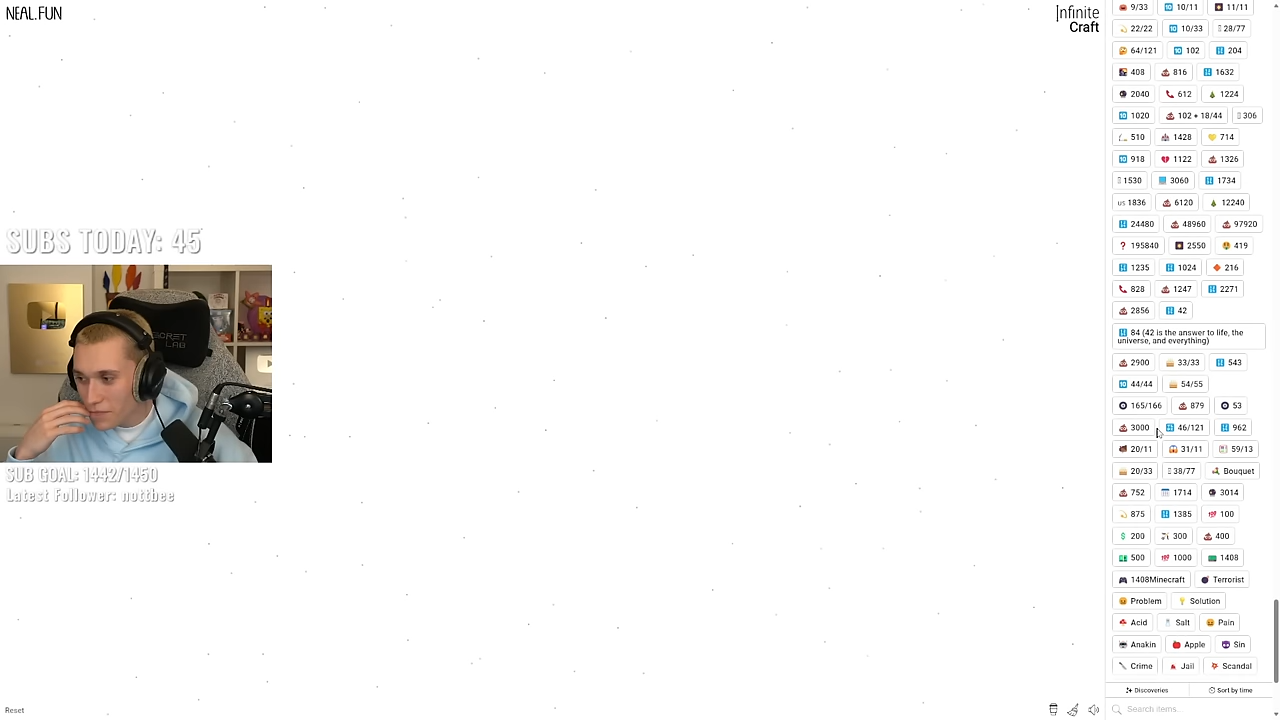 NEAL.FUN
Infinite
Craft
9/33 10/11 11/11
22/22 10/33 28/77
64/121 102 204
408 816 1632
2040 612 1224
1020 102 + 18/44 306
510 1428 714
918 1122 1326
1530 3060 1734
US 1836 6120 12240
24480 48960 97920
195840 2550 419
1235 1024 216
828 1247 2271
2856 42
84 (42 is the answer to life, the
universe, and everything)
2900 33/33 543
44/44 54/55
165/166 879 53
3000 46/121 962
20/11 31/11 59/13
20/33 38/77 Bouquet
752 1714 3014
875 1385 100
200 300 400
500 1000 1408
1408Minecraft Terrorist
Problem Solution
Acid Salt Pain
Anakin Apple Sin
Crime Jail Scandal
Discoveries Sort by time
Search items...
SUBS TODAY: 45
SUB GOAL: 1442/1450
Latest Follower: nottbee
Reset